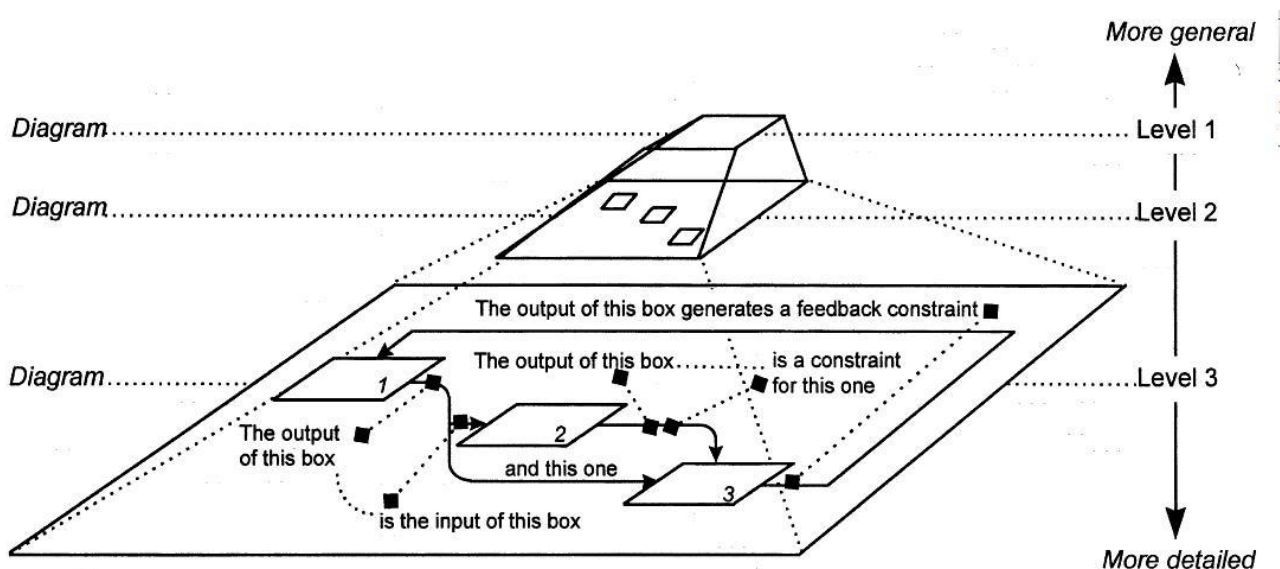 More general
Diagram
Level 1
Diagram
Level 2
The output of this box generates a feedback constraint
The output of this box
is a constraint
for this one
Diagram
Level 3
1
2
3
The output
of this box
and this one
is the input of this box
More detailed